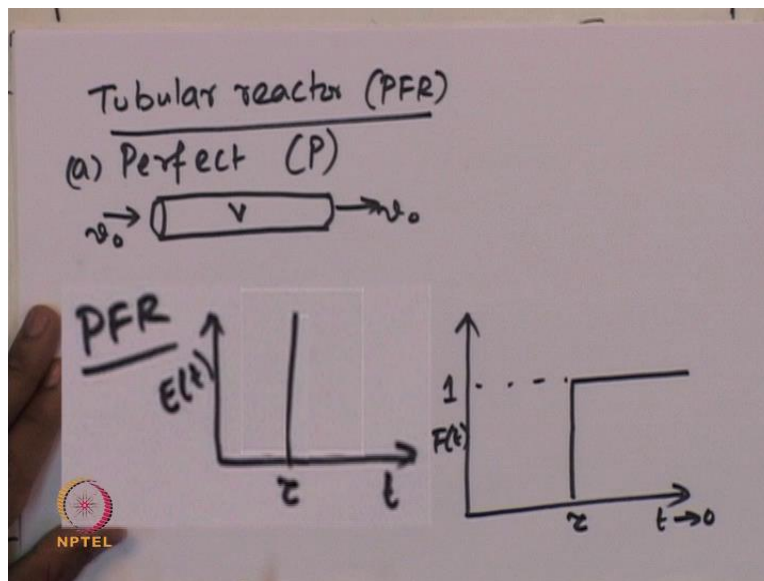 Tubular reactor (PFR)
(a) Perfect (P)
v₀ V v₀
PFR
E(t)
τ t
1
F(t)
τ t→0
NPTEL